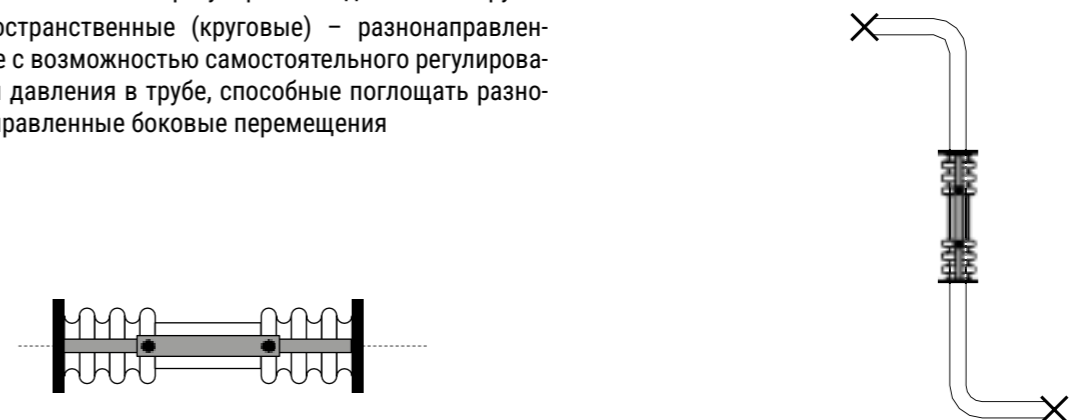 остранственные (круговые) – разнонаправлен-
е с возможностью самостоятельного регулирова-
давления в трубе, способные поглощать разно-
правленные боковые перемещения